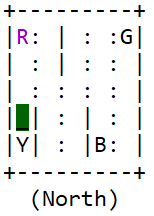 +---------+
|R: | : :G|
| : | : : |
| : : : : |
|_| : | : |
|Y| : |B: |
+---------+
(North)